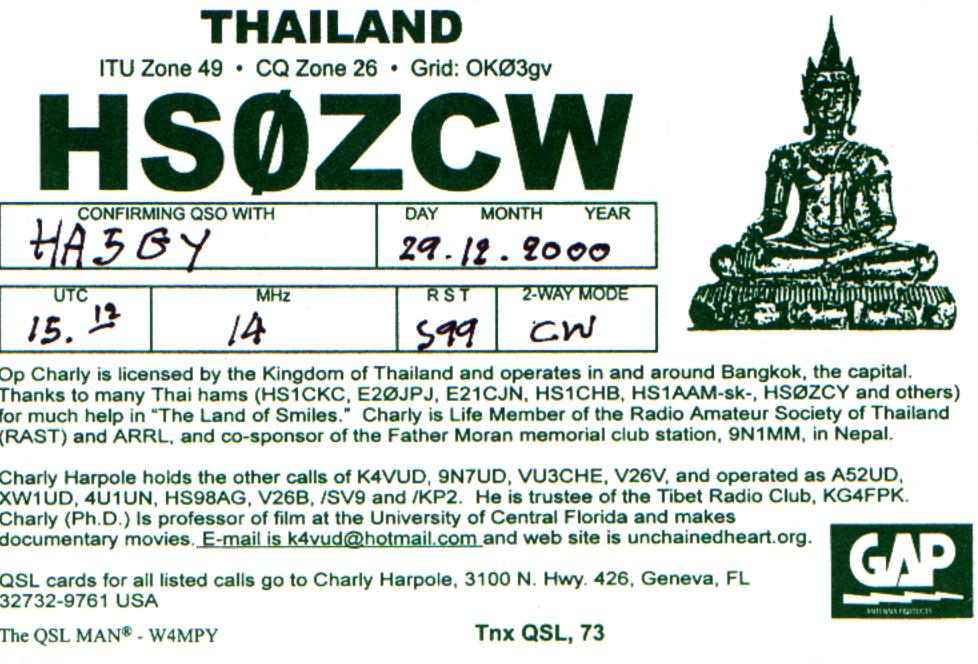 THAILAND
ITU Zone 49 • CQ Zone 26 • Grid: OKØ3gv
HSØZCW
CONFIRMING QSO WITH DAY MONTH YEAR
HA5GY 29.12.2000
UTC MHz R S T 2-WAY MODE
15.12 14 599 CW
Op Charly is licensed by the Kingdom of Thailand and operates in and around Bangkok, the capital.
Thanks to many Thai hams (HS1CKC, E2ØJPJ, E21CJN, HS1CHB, HS1AAM-sk-, HSØZCY and others)
for much help in “The Land of Smiles.” Charly is Life Member of the Radio Amateur Society of Thailand
(RAST) and ARRL, and co-sponsor of the Father Moran memorial club station, 9N1MM, in Nepal.
Charly Harpole holds the other calls of K4VUD, 9N7UD, VU3CHE, V26V, and operated as A52UD,
XW1UD, 4U1UN, HS98AG, V26B, /SV9 and /KP2. He is trustee of the Tibet Radio Club, KG4FPK.
Charly (Ph.D.) Is professor of film at the University of Central Florida and makes
documentary movies. E-mail is k4vud@hotmail.com and web site is unchainedheart.org.
GAP
ANTENNA PRODUCTS
QSL cards for all listed calls go to Charly Harpole, 3100 N. Hwy. 426, Geneva, FL
32732-9761 USA
The QSL MAN® - W4MPY Tnx QSL, 73